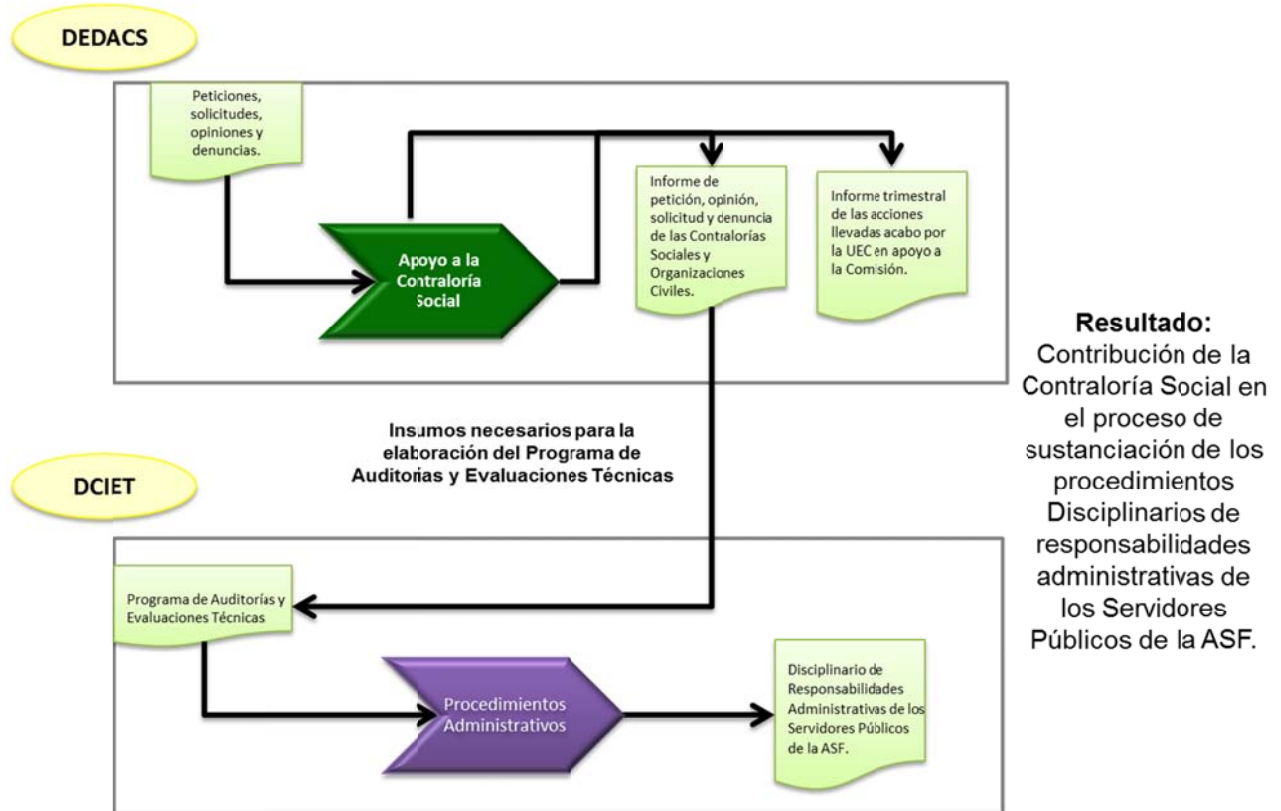 DEDACS
Peticiones,
solicitudes,
opiniones y
denuncias.
Apoyo a la
Contraloría
Social
Informe de
petición, opinión,
solicitud y denuncia
de las Contralorías
Sociales y
Organizaciones
Civiles.
Informe trimestral
de las acciones
llevadas acabo por
la UEC en apoyo a
la Comisión.
Insumos necesarios para la
elaboración del Programa de
Auditorías y Evaluaciones Técnicas
DCIET
Programa de Auditorías y
Evaluaciones Técnicas
Procedimientos
Administrativos
Disciplinario de
Responsabilidades
Administrativas de los
Servidores Públicos
de la ASF.
Resultado:
Contribución de la
Contraloría Social en
el proceso de
sustanciación de los
procedimientos
Disciplinarios de
responsabilidades
administrativas de
los Servidores
Públicos de la ASF.